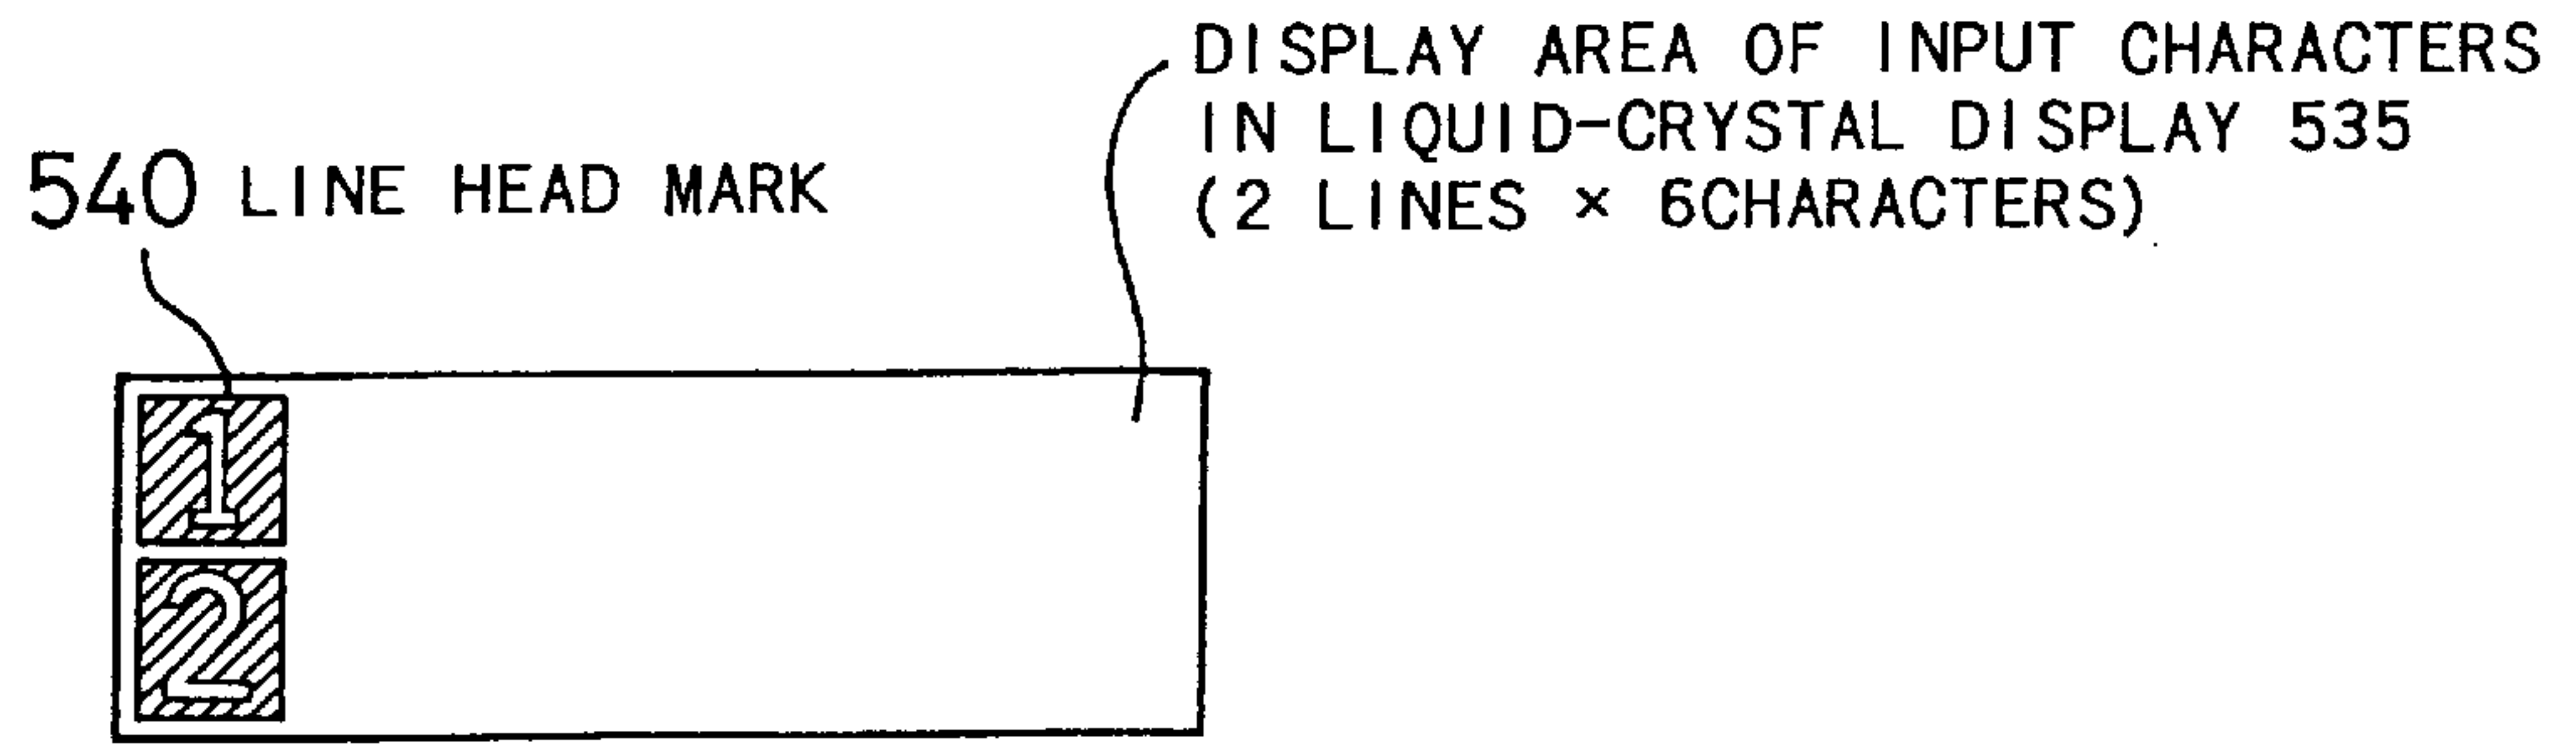 DISPLAY AREA OF INPUT CHARACTERS
IN LIQUID-CRYSTAL DISPLAY 535
(2 LINES × 6CHARACTERS)
540 LINE HEAD MARK
1
2